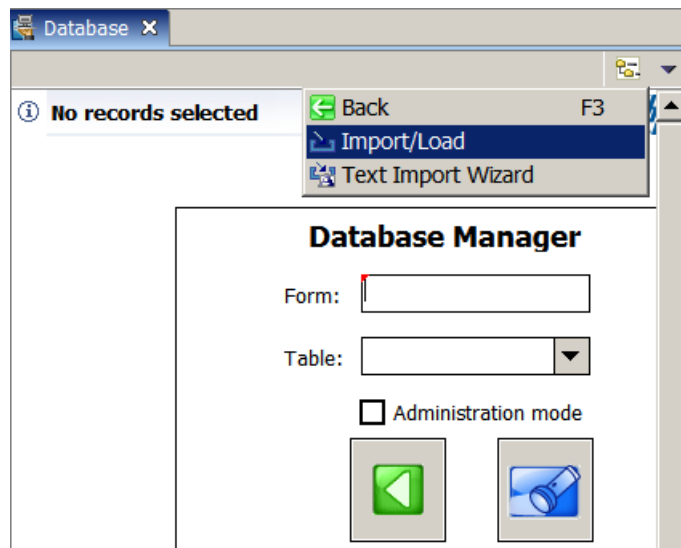 Database
No records selected
Back F3
Import/Load
Text Import Wizard
Database Manager
Form:
Table:
Administration mode